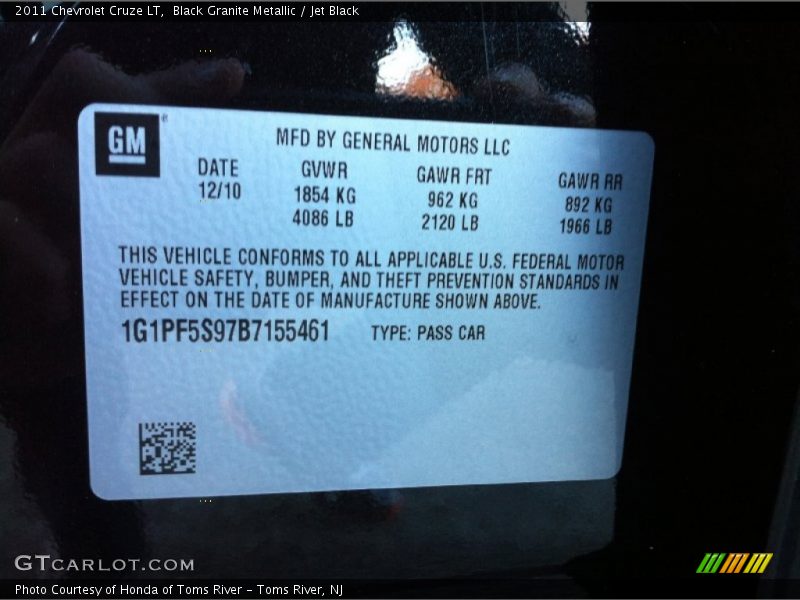 2011 Chevrolet Cruze LT, Black Granite Metallic / Jet Black
GM
MFD BY GENERAL MOTORS LLC
DATE GVWR GAWR FRT GAWR RR
12/10 1854 KG 962 KG 892 KG
4086 LB 2120 LB 1966 LB
THIS VEHICLE CONFORMS TO ALL APPLICABLE U.S. FEDERAL MOTOR
VEHICLE SAFETY, BUMPER, AND THEFT PREVENTION STANDARDS IN
EFFECT ON THE DATE OF MANUFACTURE SHOWN ABOVE.
1G1PF5S97B7155461 TYPE: PASS CAR
GTCARLOT.COM
Photo Courtesy of Honda of Toms River - Toms River, NJ